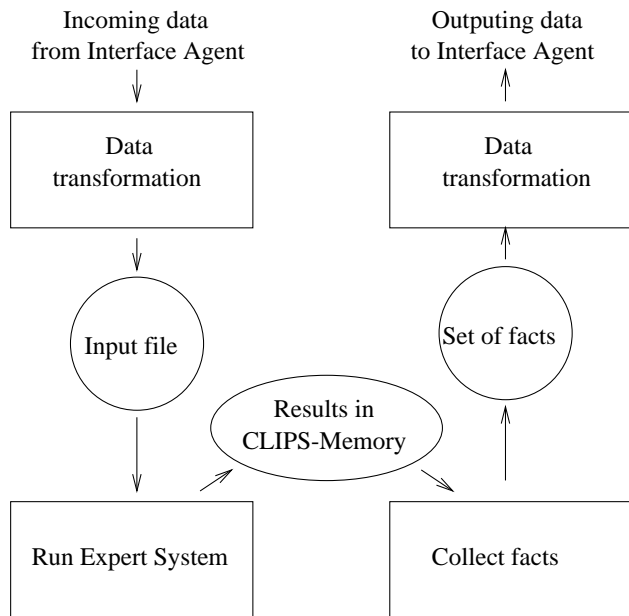 Incoming data
from Interface Agent
Outputing data
to Interface Agent
Data
transformation
Data
transformation
Input file
Set of facts
Results in
CLIPS-Memory
Run Expert System
Collect facts